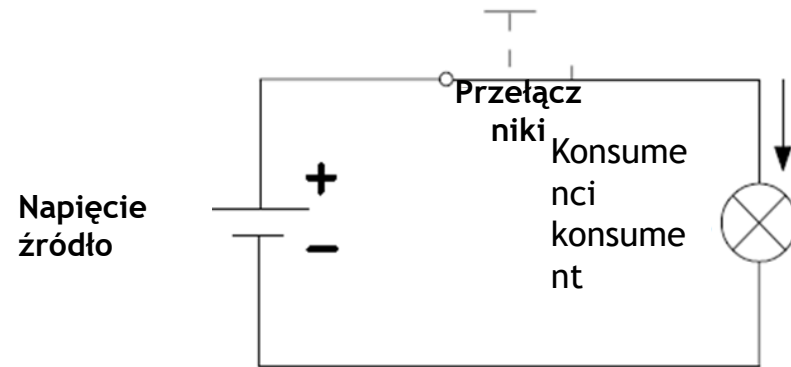 Przełącz
niki
Konsume
nci
konsume
nt
Napięcie
źródło
+
−